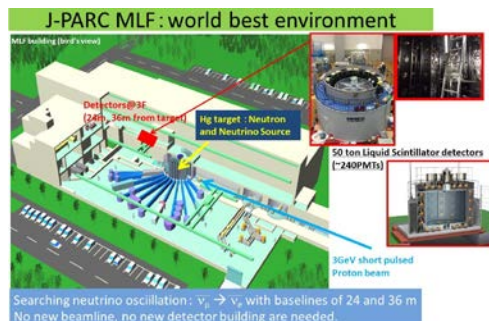 J-PARC MLF : world best environment
MLF building (bird's view)
Detectors@3F
(24m, 36m from target)
Hg target : Neutron
and Neutrino Source
50 ton Liquid Scintillator detectors
(~240PMTs)
3GeV short pulsed
Proton beam
Searching neutrino osciillation : ν̅μ → ν̅e with baselines of 24 and 36 m
No new beamline, no new detector building are needed.